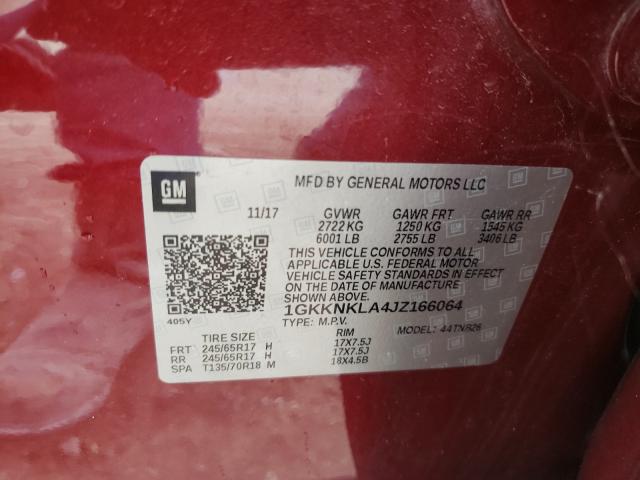 GM
MFD BY GENERAL MOTORS LLC
11/17 GVWR GAWR FRT GAWR RR
2722 KG 1250 KG 1545 KG
6001 LB 2755 LB 3406 LB
THIS VEHICLE CONFORMS TO ALL
APPLICABLE U.S. FEDERAL MOTOR
VEHICLE SAFETY STANDARDS IN EFFECT
ON THE DATE OF MANUFACTURE
SHOWN ABOVE.
1GKKNKLA4JZ166064
405Y
TYPE: M.P.V. MODEL: 44TNB26
TIRE SIZE RIM
FRT 245/65R17 H 17X7.5J
RR 245/65R17 H 17X7.5J
SPA T135/70R18 M 18X4.5B